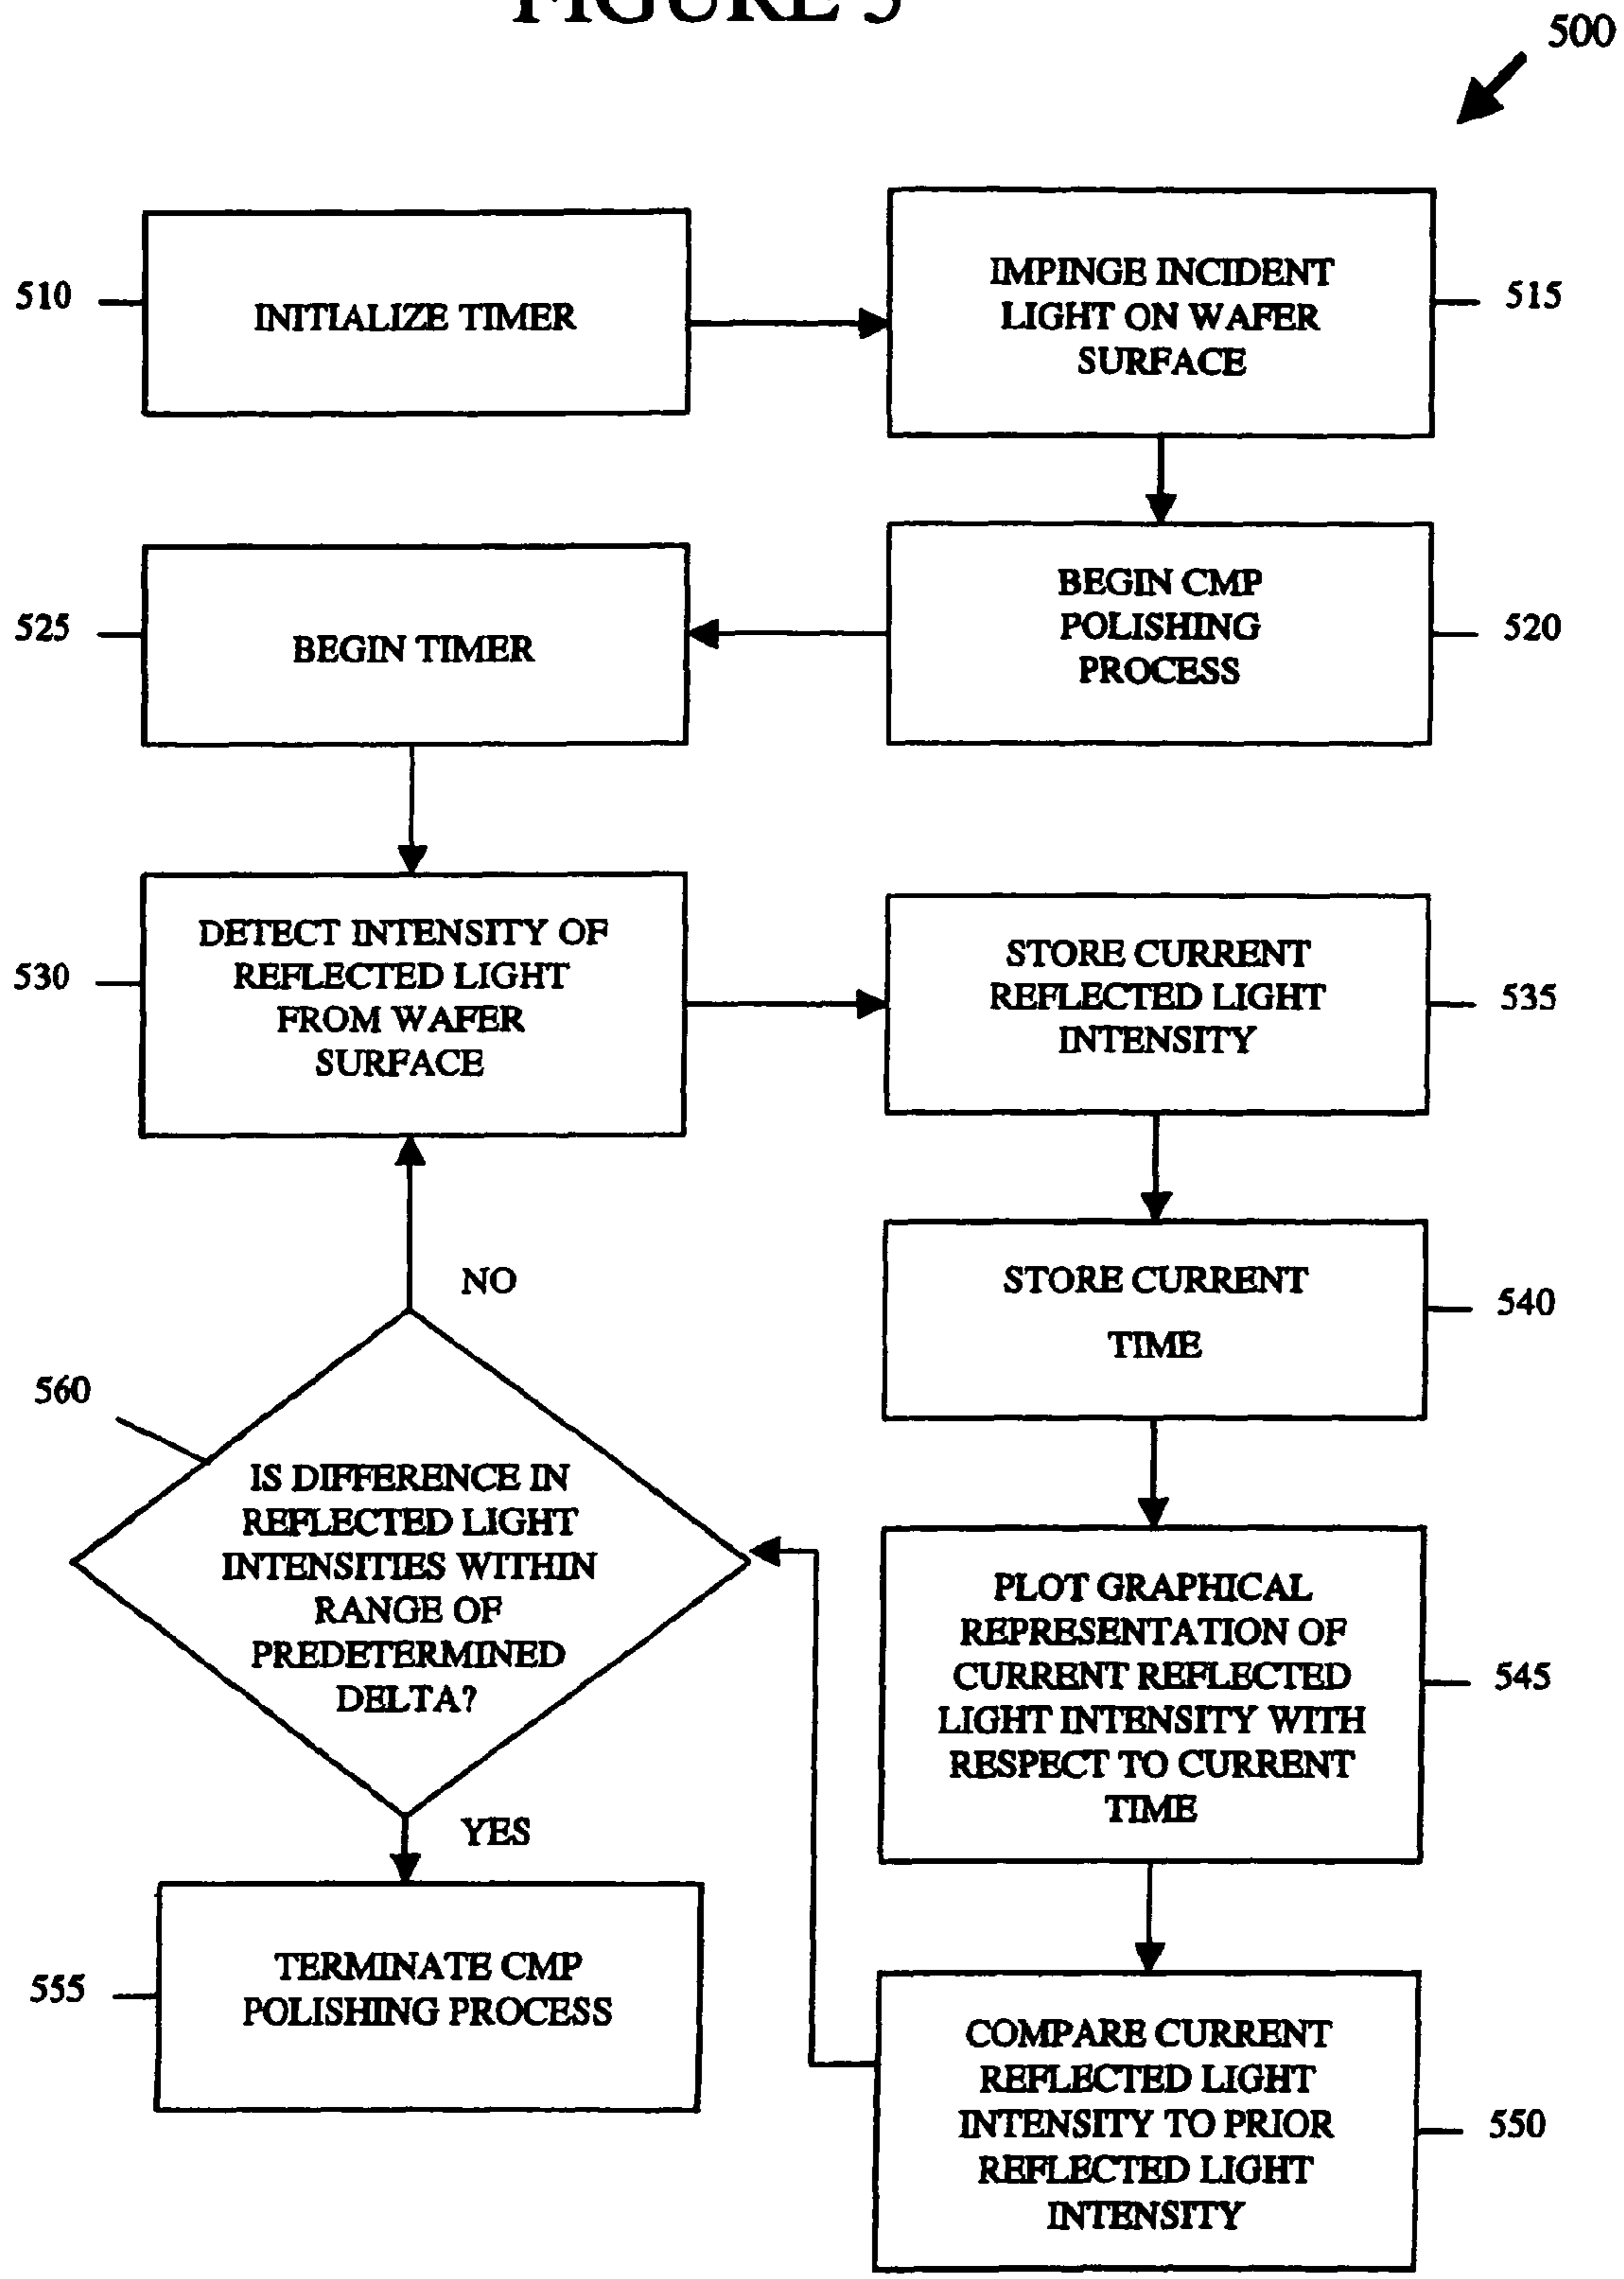 FIGURE 5
500
510
INITIALIZE TIMER
IMPINGE INCIDENT
LIGHT ON WAFER
SURFACE
515
525
BEGIN TIMER
BEGIN CMP
POLISHING
PROCESS
520
530
DETECT INTENSITY OF
REFLECTED LIGHT
FROM WAFER
SURFACE
STORE CURRENT
REFLECTED LIGHT
INTENSITY
535
NO
STORE CURRENT
TIME
540
560
IS DIFFERENCE IN
REFLECTED LIGHT
INTENSITIES WITHIN
RANGE OF
PREDETERMINED
DELTA?
PLOT GRAPHICAL
REPRESENTATION OF
CURRENT REFLECTED
LIGHT INTENSITY WITH
RESPECT TO CURRENT
TIME
545
YES
555
TERMINATE CMP
POLISHING PROCESS
COMPARE CURRENT
REFLECTED LIGHT
INTENSITY TO PRIOR
REFLECTED LIGHT
INTENSITY
550